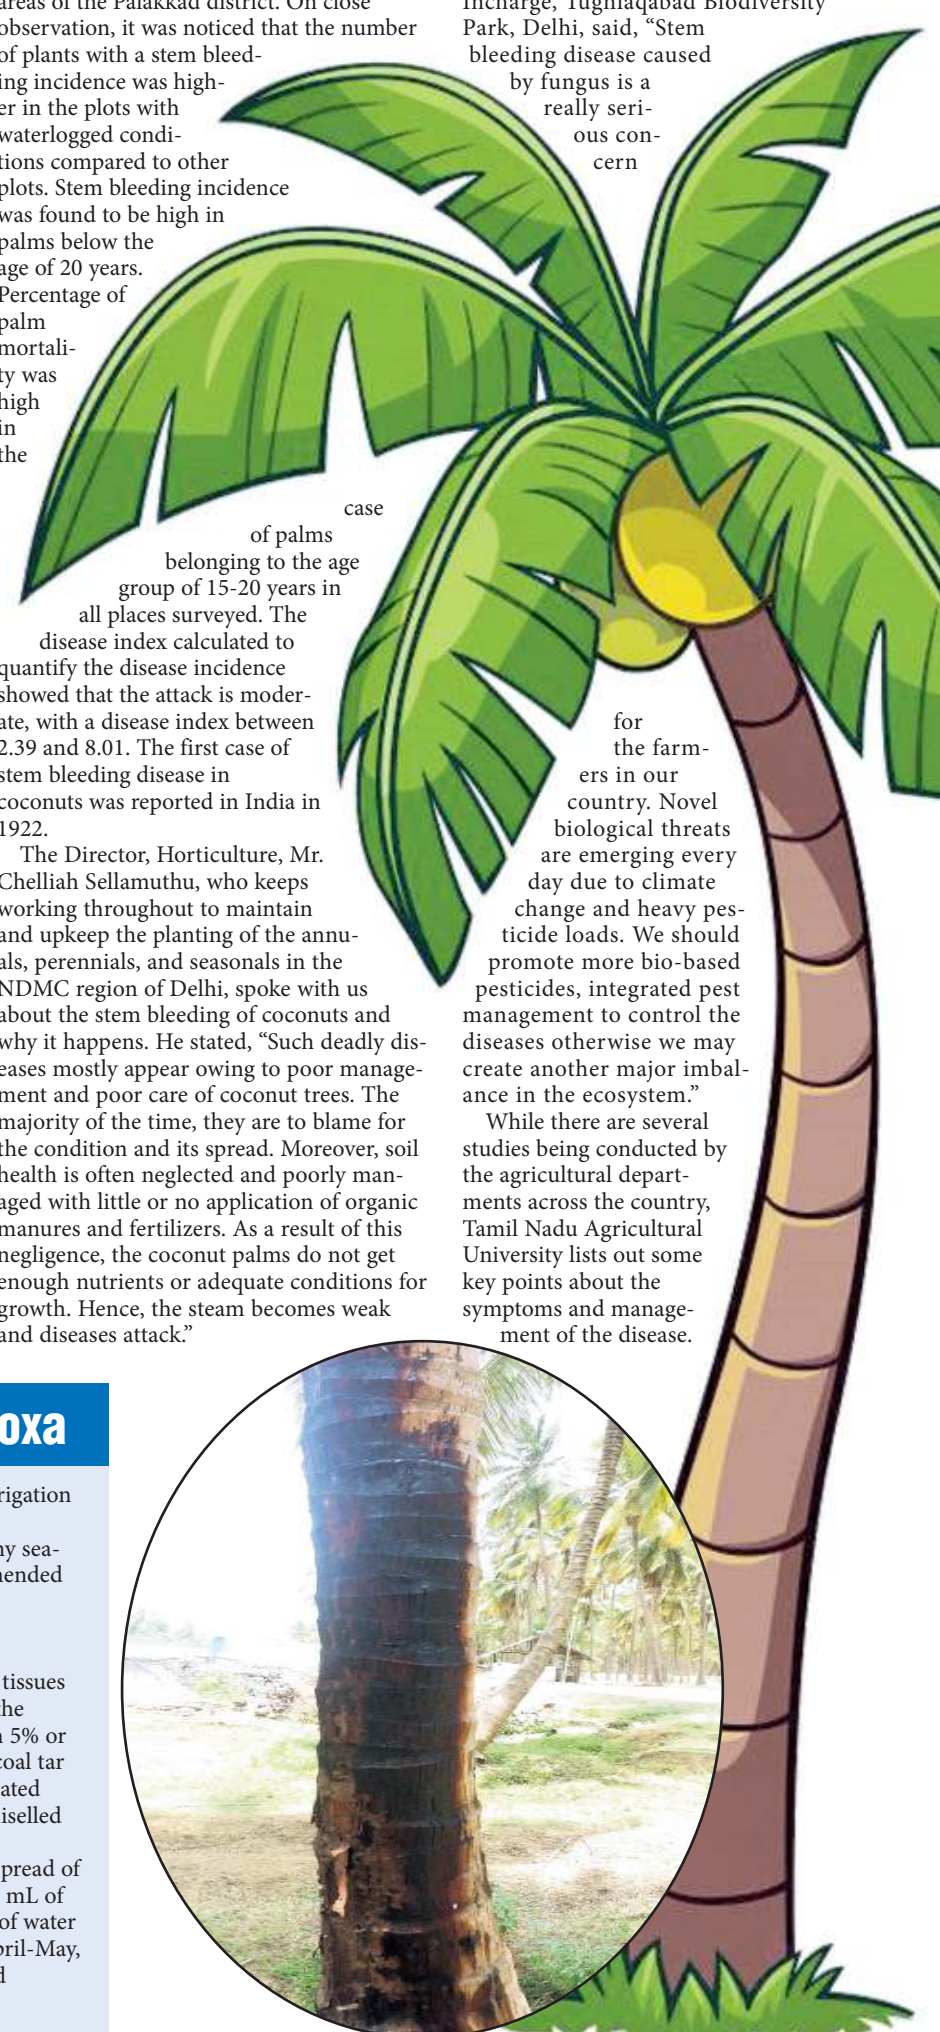 areas of the Palakkad district. On close
observation, it was noticed that the number
of plants with a stem bleed-
ing incidence was high-
er in the plots with
waterlogged condi-
tions compared to other
plots. Stem bleeding incidence
was found to be high in
palms below the
age of 20 years.
Percentage of
palm
mortali-
ty was
high
in
the
case
of palms
belonging to the age
group of 15-20 years in
all places surveyed. The
disease index calculated to
quantify the disease incidence
showed that the attack is moder-
ate, with a disease index between
2.39 and 8.01. The first case of
stem bleeding disease in
coconuts was reported in India in
1922.
The Director, Horticulture, Mr.
Chelliah Sellamuthu, who keeps
working throughout to maintain
and upkeep the planting of the annu-
als, perennials, and seasonals in the
NDMC region of Delhi, spoke with us
about the stem bleeding of coconuts and
why it happens. He stated, “Such deadly dis-
eases mostly appear owing to poor manage-
ment and poor care of coconut trees. The
majority of the time, they are to blame for
the condition and its spread. Moreover, soil
health is often neglected and poorly man-
aged with little or no application of organic
manures and fertilizers. As a result of this
negligence, the coconut palms do not get
enough nutrients or adequate conditions for
growth. Hence, the steam becomes weak
and diseases attack.”
Incharge, Tughlaqabad Biodiversity
Park, Delhi, said, “Stem
bleeding disease caused
by fungus is a
really seri-
ous con-
cern
for
the farm-
ers in our
country. Novel
biological threats
are emerging every
day due to climate
change and heavy pes-
ticide loads. We should
promote more bio-based
pesticides, integrated pest
management to control the
diseases otherwise we may
create another major imbal-
ance in the ecosystem.”
While there are several
studies being conducted by
the agricultural depart-
ments across the country,
Tamil Nadu Agricultural
University lists out some
key points about the
symptoms and manage-
ment of the disease.
oxa
rigation
ny sea-
mended
tissues
the
5% or
coal tar
ated
iselled
pread of
mL of
of water
pril-May,
d